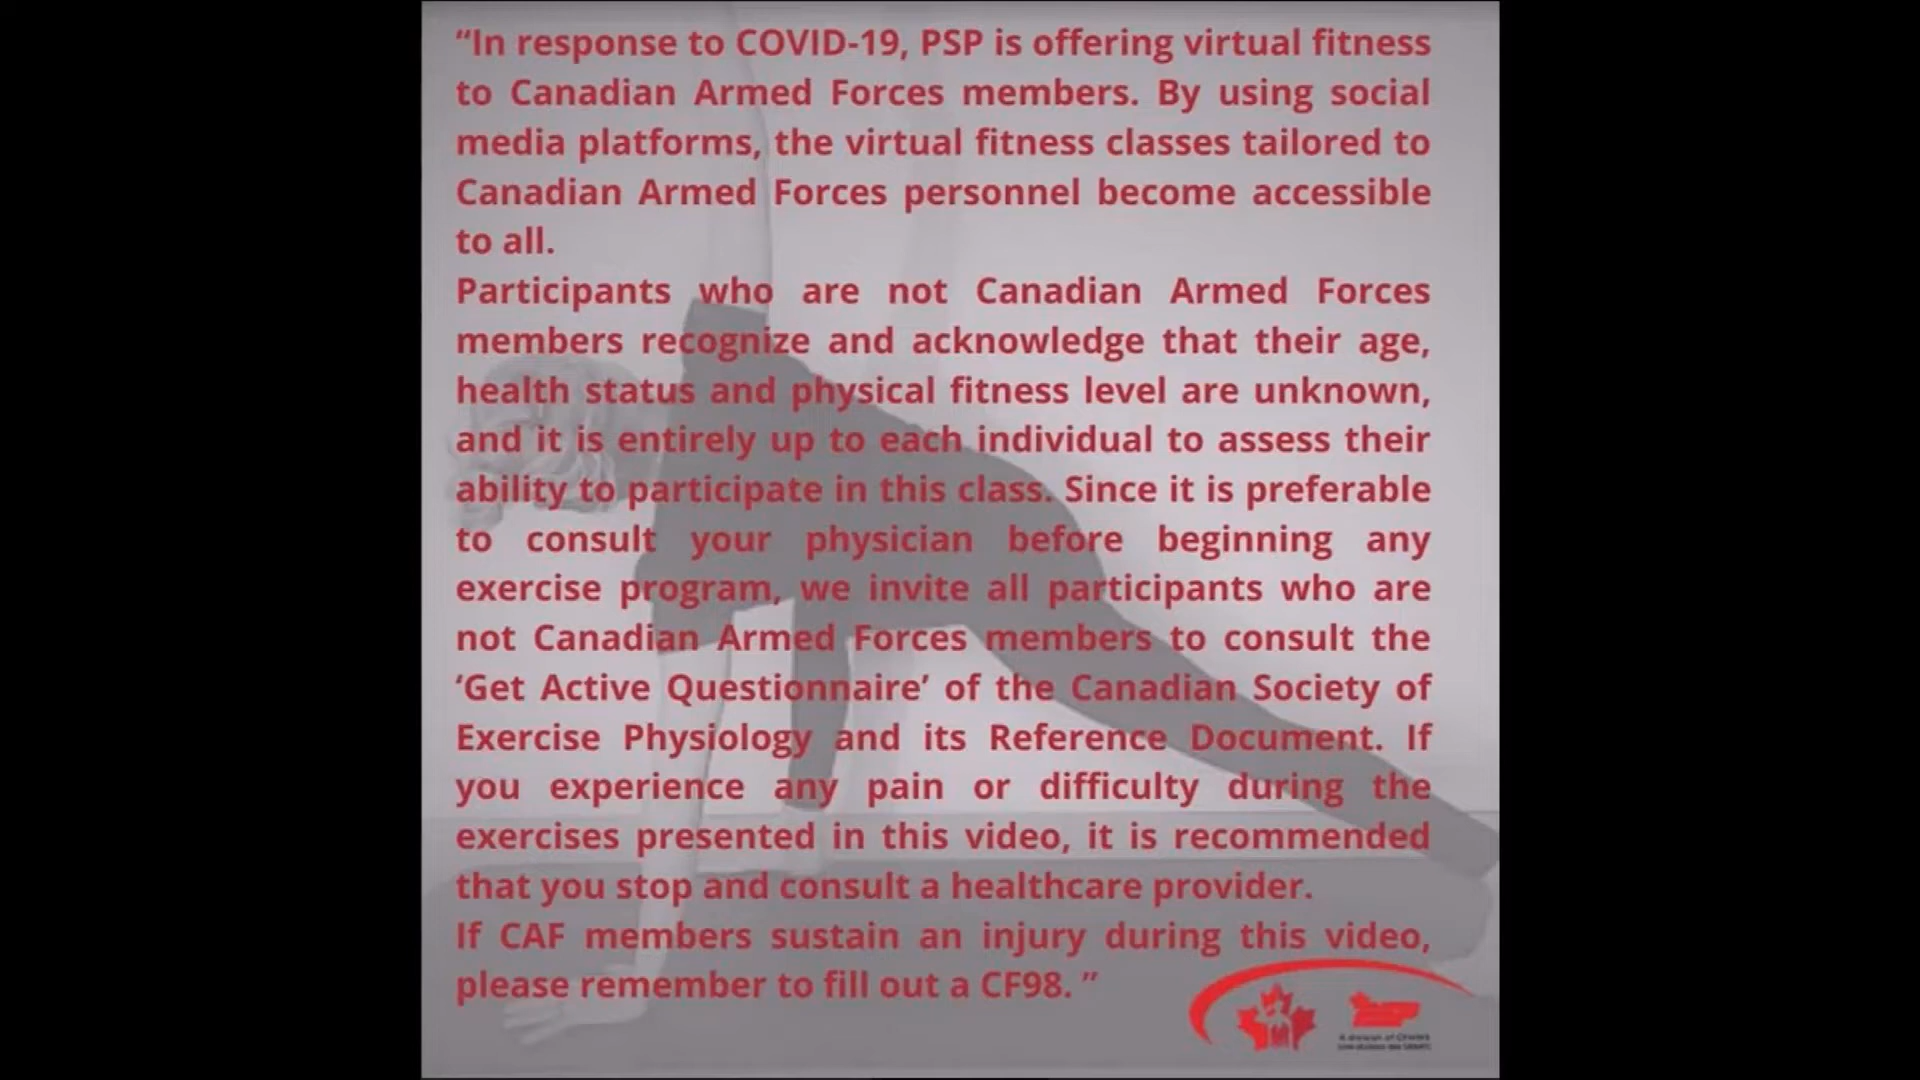 “In response to COVID-19, PSP is offering virtual fitness
to Canadian Armed Forces members. By using social
media platforms, the virtual fitness classes tailored to
Canadian Armed Forces personnel become accessible
to all.
Participants who are not Canadian Armed Forces
members recognize and acknowledge that their age,
health status and physical fitness level are unknown,
and it is entirely up to each individual to assess their
ability to participate in this class. Since it is preferable
to consult your physician before beginning any
exercise program, we invite all participants who are
not Canadian Armed Forces members to consult the
‘Get Active Questionnaire’ of the Canadian Society of
Exercise Physiology and its Reference Document. If
you experience any pain or difficulty during the
exercises presented in this video, it is recommended
that you stop and consult a healthcare provider.
If CAF members sustain an injury during this video,
please remember to fill out a CF98. ”
A division of